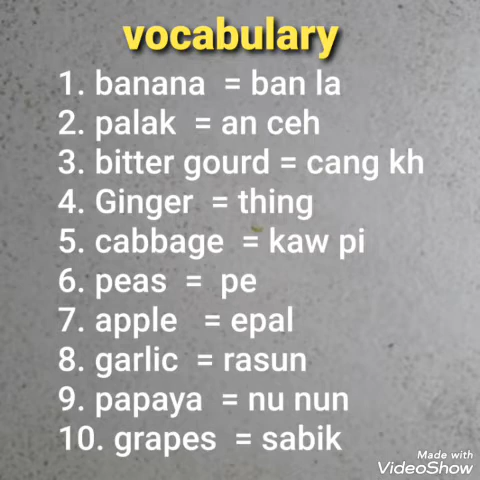 vocabulary
1. banana = ban la
2. palak = an ceh
3. bitter gourd = cang kh
4. Ginger = thing
5. cabbage = kaw pi
6. peas = pe
7. apple = epal
8. garlic = rasun
9. papaya = nu nun
10. grapes = sabik
Made with
VideoShow